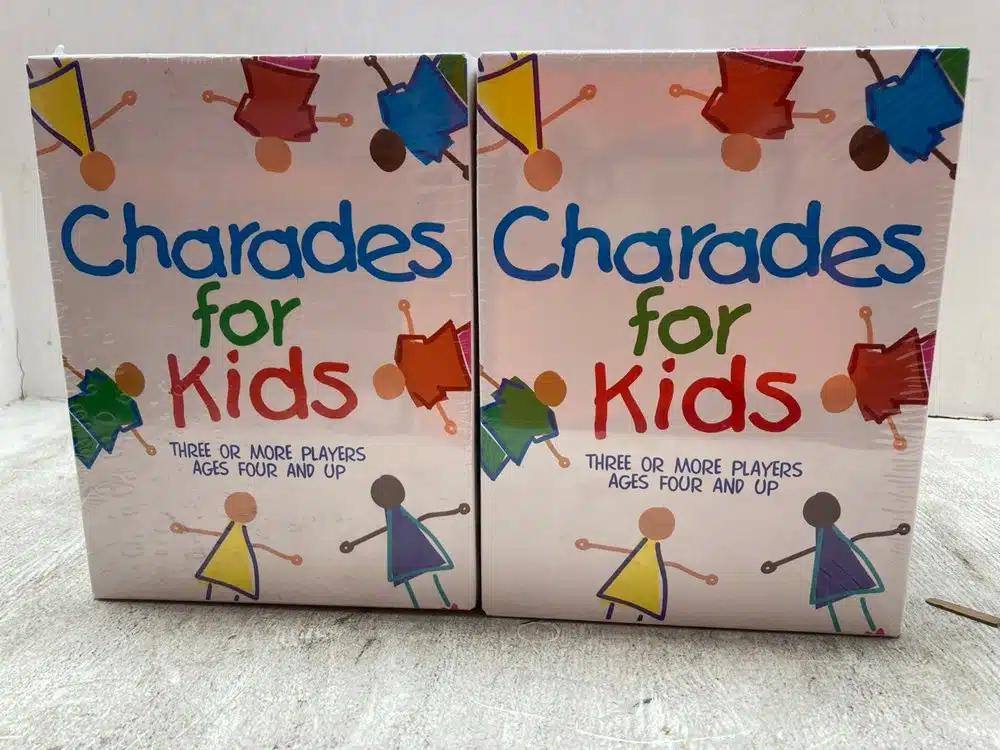 Charades
for
Kids
THREE OR MORE PLAYERS
AGES FOUR AND UP
Charades
for
Kids
THREE OR MORE PLAYERS
AGES FOUR AND UP